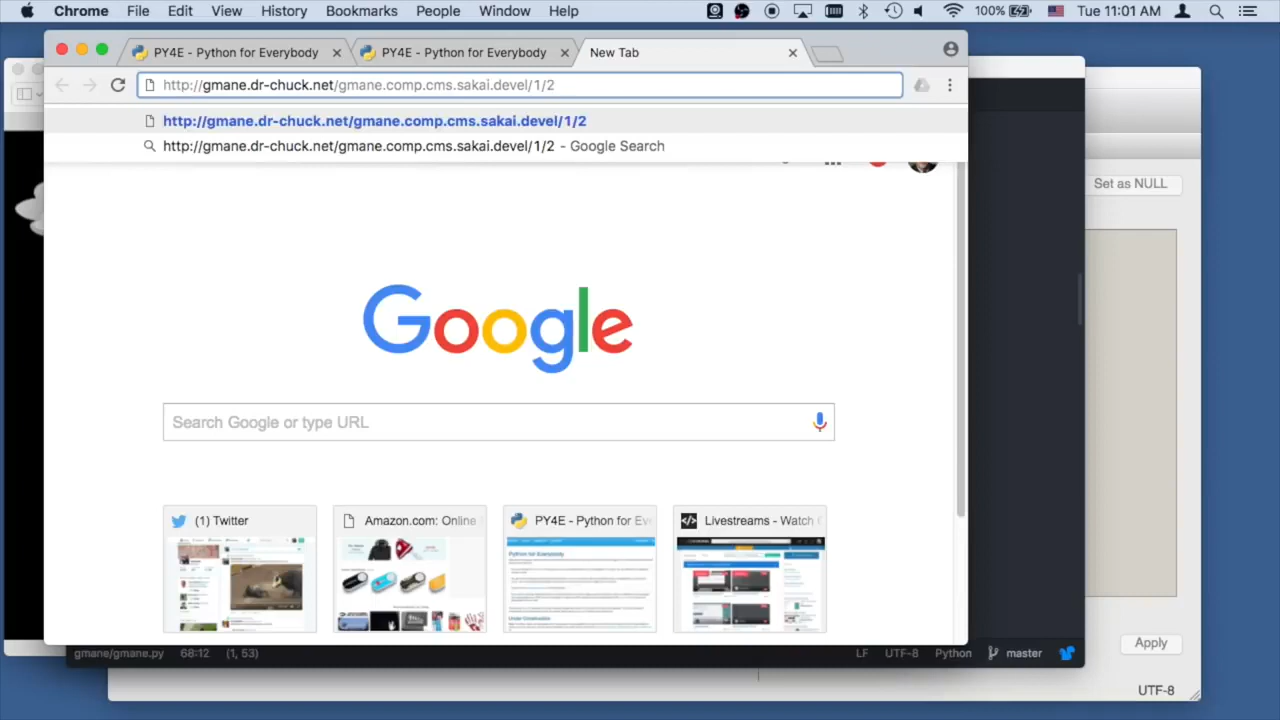 Chrome File Edit View History Bookmarks People Window Help 100% Tue 11:01 AM
PY4E - Python for Everybody PY4E - Python for Everybody New Tab
http://gmane.dr-chuck.net/gmane.comp.cms.sakai.devel/1/2
http://gmane.dr-chuck.net/gmane.comp.cms.sakai.devel/1/2
http://gmane.dr-chuck.net/gmane.comp.cms.sakai.devel/1/2 - Google Search
Set as NULL
Google
Search Google or type URL
(1) Twitter
Amazon.com: Online
PY4E - Python for Ev
Livestreams - Watch
Python for Everybody
Under Construction
Apply
gmane/gmane.py 68:12 (1, 53) LF UTF-8 Python master
UTF-8